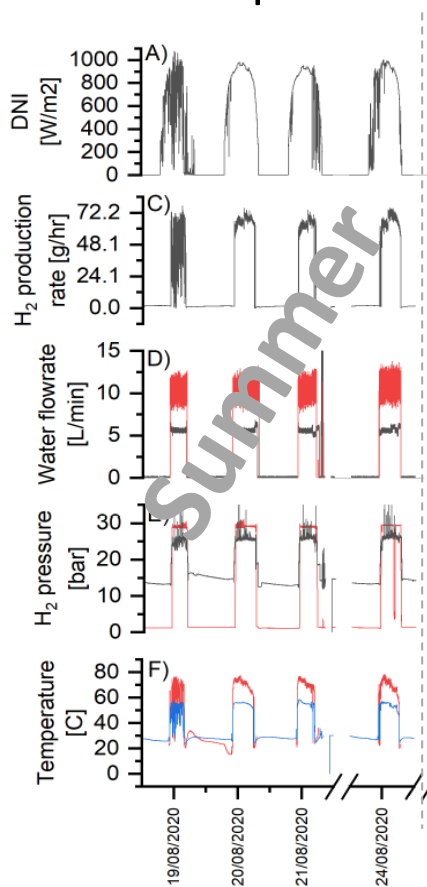 A)
DNI
[W/m2]
1000
800
600
400
200
0
C)
H₂ production
rate [g/hr]
72.2
48.1
24.1
0.0
D)
Water flowrate
[L/min]
15
10
5
0
H₂ pressure
[bar]
30
20
10
0
F)
Temperature
[C]
80
60
40
20
0
19/08/2020
20/08/2020
21/08/2020
24/08/2020
Summer